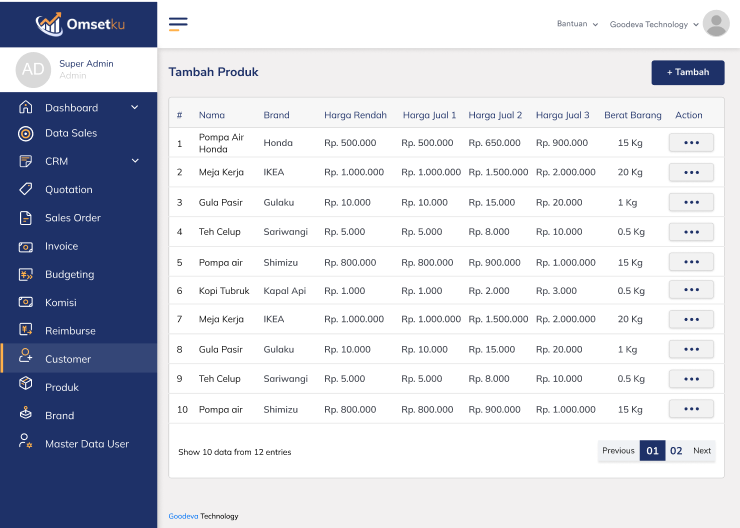 Omsetku
Bantuan
Goodeva Technology
AD
Super Admin
Admin
Dashboard
Data Sales
CRM
Quotation
Sales Order
Invoice
Budgeting
Komisi
Reimburse
Customer
Produk
Brand
Master Data User
Tambah Produk
+ Tambah
# Nama Brand Harga Rendah Harga Jual 1 Harga Jual 2 Harga Jual 3 Berat Barang Action
1 Pompa Air Honda Honda Rp. 500.000 Rp. 500.000 Rp. 650.000 Rp. 900.000 15 Kg
2 Meja Kerja IKEA Rp. 1.000.000 Rp. 1.000.000 Rp. 1.500.000 Rp. 2.000.000 20 Kg
3 Gula Pasir Gulaku Rp. 10.000 Rp. 10.000 Rp. 15.000 Rp. 20.000 1 Kg
4 Teh Celup Sariwangi Rp. 5.000 Rp. 5.000 Rp. 8.000 Rp. 10.000 0.5 Kg
5 Pompa air Shimizu Rp. 800.000 Rp. 800.000 Rp. 900.000 Rp. 1.000.000 15 Kg
6 Kopi Tubruk Kapal Api Rp. 1.000 Rp. 1.000 Rp. 2.000 Rp. 3.000 0.5 Kg
7 Meja Kerja IKEA Rp. 1.000.000 Rp. 1.000.000 Rp. 1.500.000 Rp. 2.000.000 20 Kg
8 Gula Pasir Gulaku Rp. 10.000 Rp. 10.000 Rp. 15.000 Rp. 20.000 1 Kg
9 Teh Celup Sariwangi Rp. 5.000 Rp. 5.000 Rp. 8.000 Rp. 10.000 0.5 Kg
10 Pompa air Shimizu Rp. 800.000 Rp. 800.000 Rp. 900.000 Rp. 1.000.000 15 Kg
Show 10 data from 12 entries
Previous 01 02 Next
Goodeva Technology